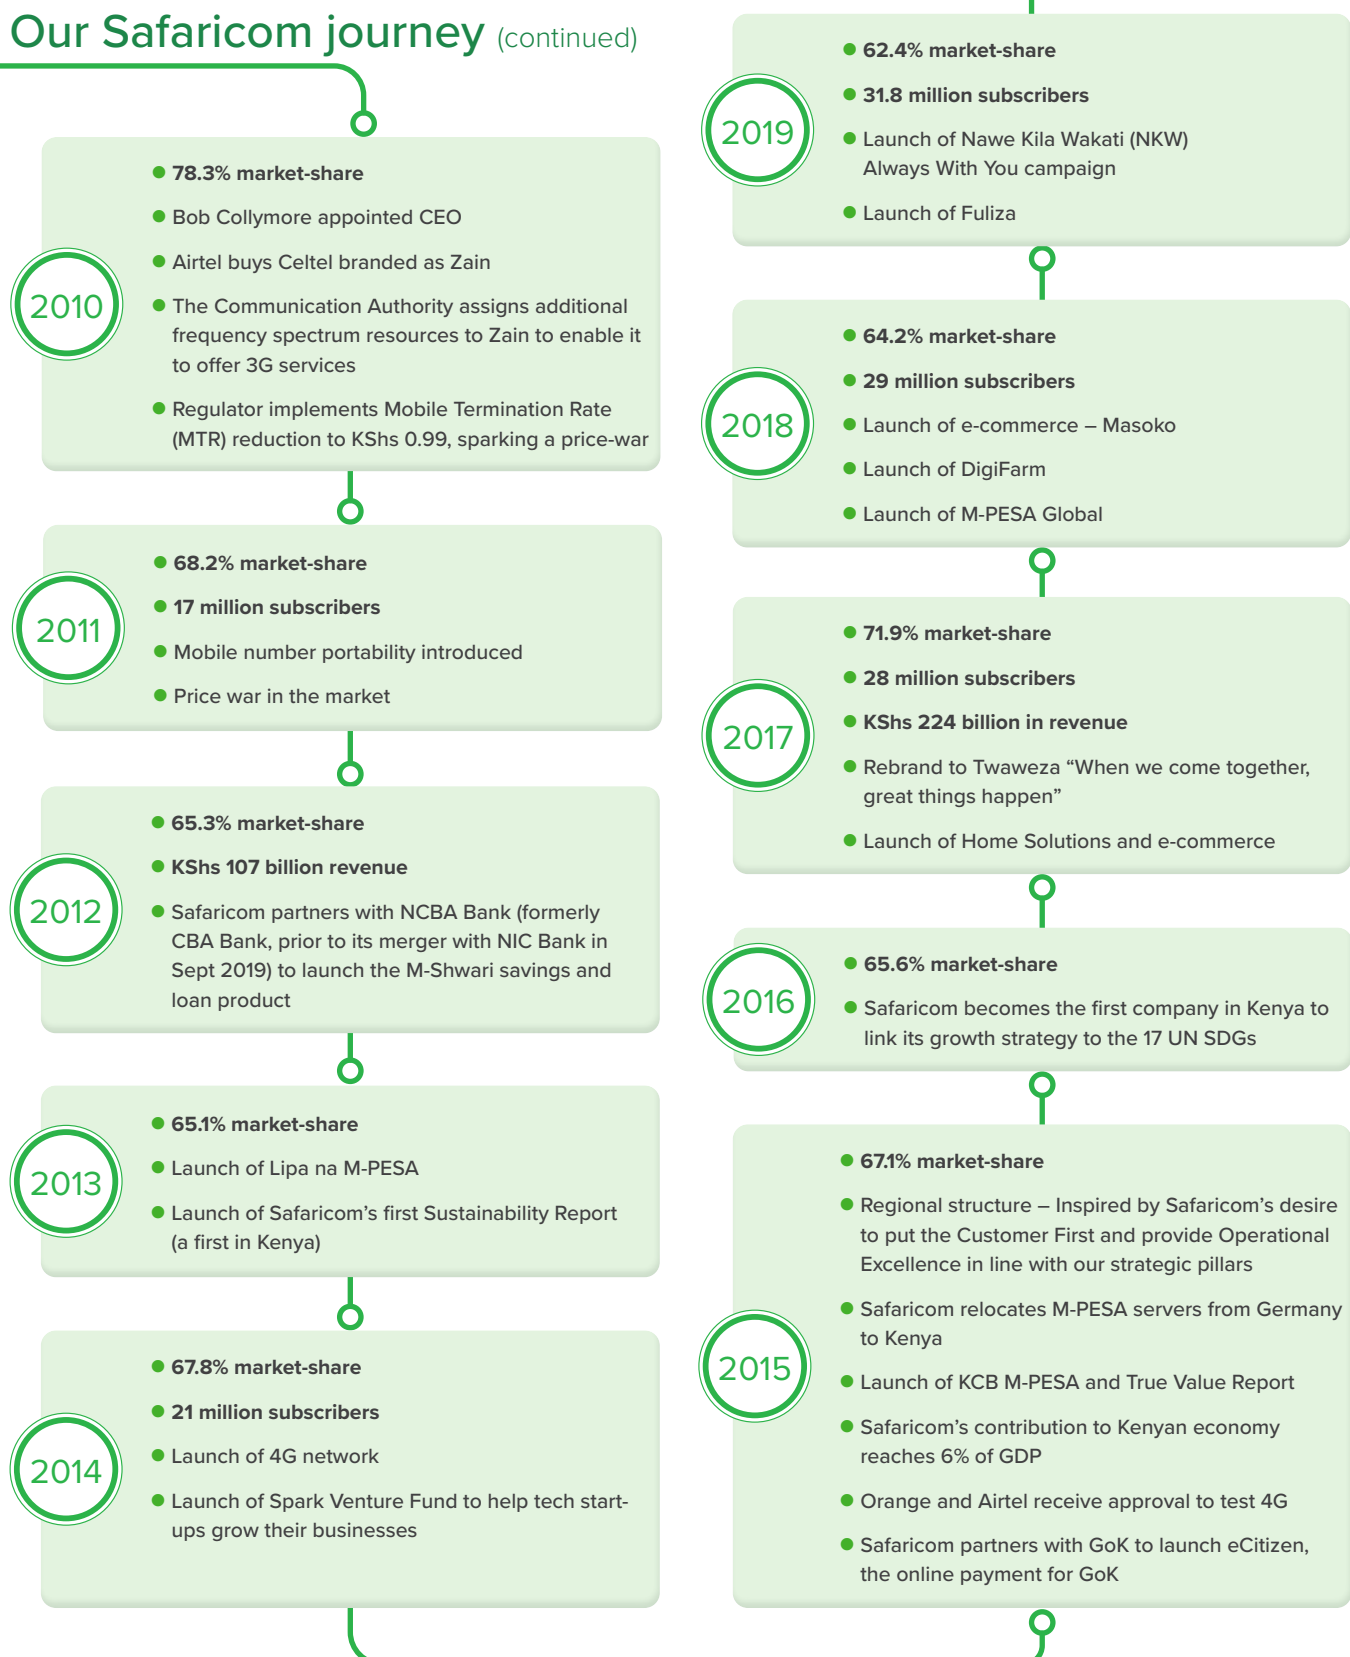 Our Safaricom journey (continued)
2010
78.3% market-share
Bob Collymore appointed CEO
Airtel buys Celtel branded as Zain
The Communication Authority assigns additional
frequency spectrum resources to Zain to enable it
to offer 3G services
Regulator implements Mobile Termination Rate
(MTR) reduction to KShs 0.99, sparking a price-war
2011
68.2% market-share
17 million subscribers
Mobile number portability introduced
Price war in the market
2012
65.3% market-share
KShs 107 billion revenue
Safaricom partners with NCBA Bank (formerly
CBA Bank, prior to its merger with NIC Bank in
Sept 2019) to launch the M-Shwari savings and
loan product
2013
65.1% market-share
Launch of Lipa na M-PESA
Launch of Safaricom’s first Sustainability Report
(a first in Kenya)
2014
67.8% market-share
21 million subscribers
Launch of 4G network
Launch of Spark Venture Fund to help tech start-
ups grow their businesses
2015
67.1% market-share
Regional structure – Inspired by Safaricom’s desire
to put the Customer First and provide Operational
Excellence in line with our strategic pillars
Safaricom relocates M-PESA servers from Germany
to Kenya
Launch of KCB M-PESA and True Value Report
Safaricom’s contribution to Kenyan economy
reaches 6% of GDP
Orange and Airtel receive approval to test 4G
Safaricom partners with GoK to launch eCitizen,
the online payment for GoK
2016
65.6% market-share
Safaricom becomes the first company in Kenya to
link its growth strategy to the 17 UN SDGs
2017
71.9% market-share
28 million subscribers
KShs 224 billion in revenue
Rebrand to Twaweza “When we come together,
great things happen”
Launch of Home Solutions and e-commerce
2018
64.2% market-share
29 million subscribers
Launch of e-commerce – Masoko
Launch of DigiFarm
Launch of M-PESA Global
2019
62.4% market-share
31.8 million subscribers
Launch of Nawe Kila Wakati (NKW)
Always With You campaign
Launch of Fuliza